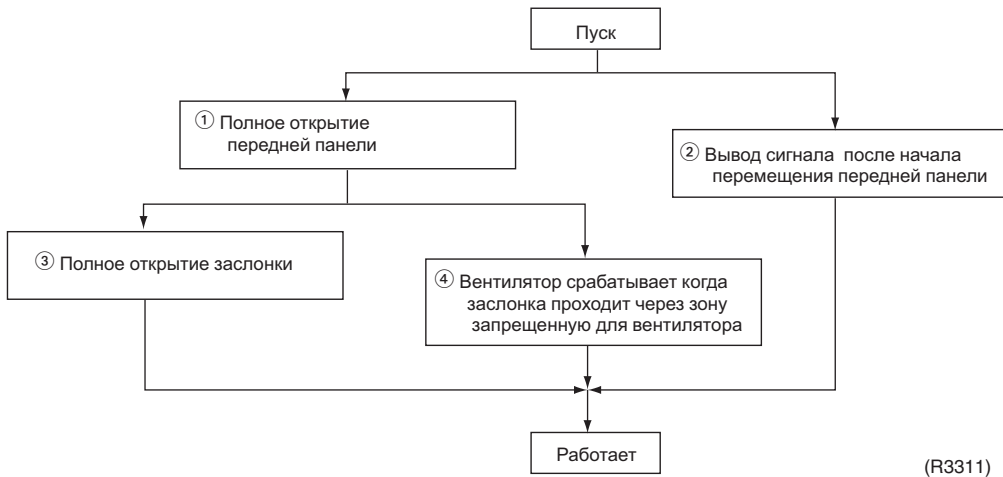 Пуск
① Полное открытие
передней панели
② Вывод сигнала после начала
перемещения передней панели
③ Полное открытие заслонки
④ Вентилятор срабатывает когда
заслонка проходит через зону
запрещенную для вентилятора
Работает
(R3311)